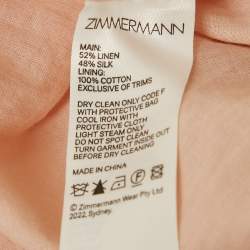 ZIMMERMANN
MAIN:
52% LINEN
48% SILK
LINING:
100% COTTON
EXCLUSIVE OF TRIMS
DRY CLEAN ONLY CODE F
WITH PROTECTIVE BAG
COOL IRON WITH
PROTECTIVE CLOTH
LIGHT STEAM ONLY
DO NOT SPOT CLEAN
TURN INSIDE OUT
BEFORE DRY CLEANING
MADE IN CHINA
© Zimmermann Wear Pty Ltd
2022, Sydney.